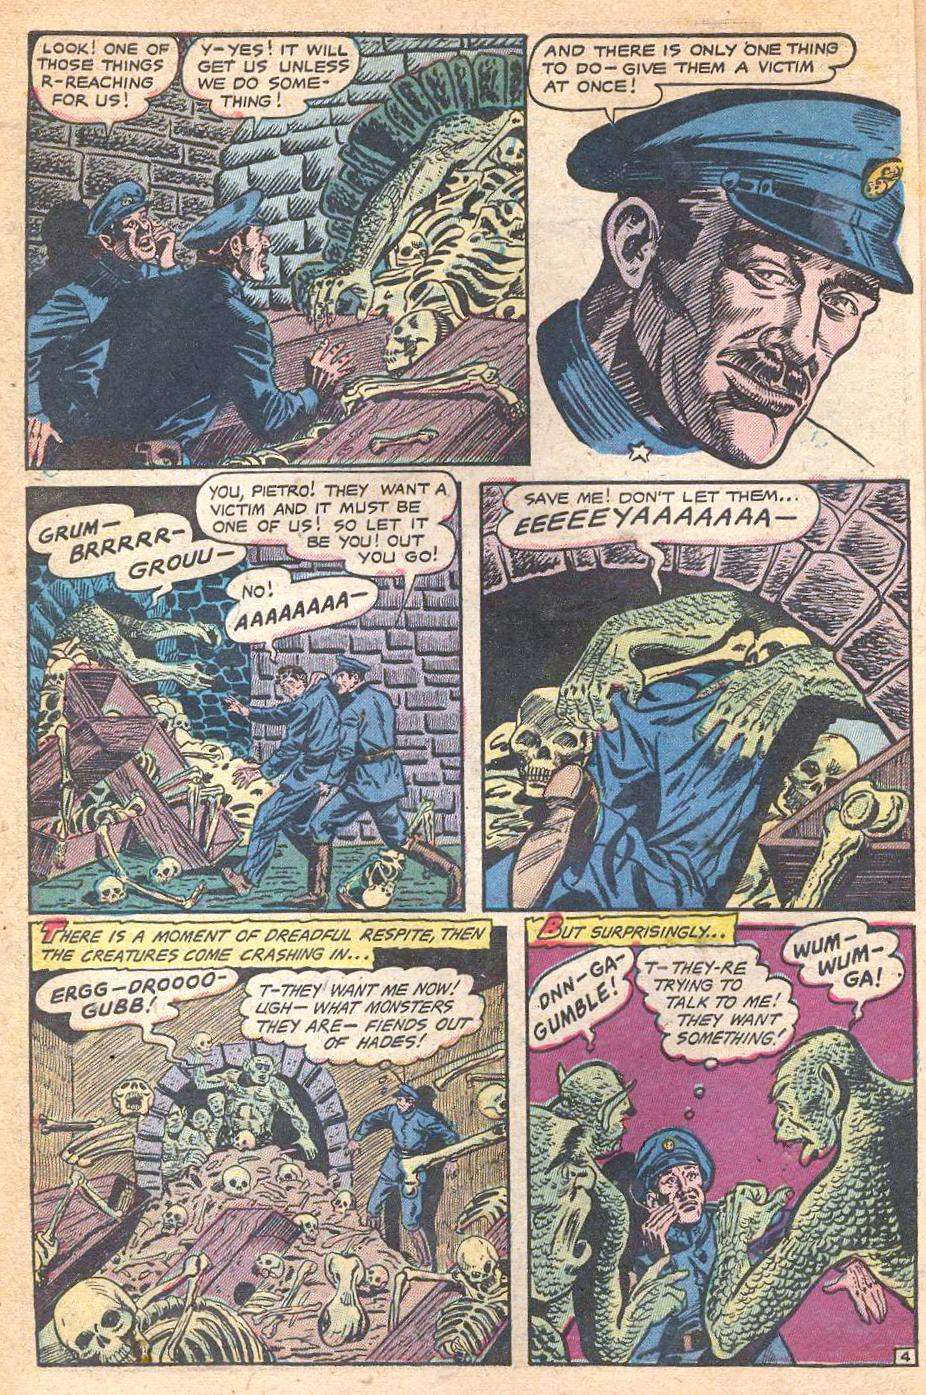 LOOK! ONE OF
THOSE THINGS
R-REACHING
FOR US!
Y-YES! IT WILL
GET US UNLESS
WE DO SOME-
THING!
AND THERE IS ONLY ONE THING
TO DO- GIVE THEM A VICTIM
AT ONCE!
GRUM-
BRRRRR-
GROUU-
YOU, PIETRO! THEY WANT A
VICTIM AND IT MUST BE
ONE OF US! SO LET IT
BE YOU! OUT
YOU GO!
NO!
AAAAAAA-
SAVE ME! DON'T LET THEM...
EEEEEYAAAAAAA-
THERE IS A MOMENT OF DREADFUL RESPITE, THEN
THE CREATURES COME CRASHING IN...
ERGG-DROOOO-
GUBB!
T-THEY WANT ME NOW!
UGH- WHAT MONSTERS
THEY ARE- FIENDS OUT
OF HADES!
BUT SURPRISINGLY...
DNN-GA-
GUMBLE!
T-THEY-RE
TRYING TO
TALK TO ME!
THEY WANT
SOMETHING!
WUM-
WUM-
GA!
4